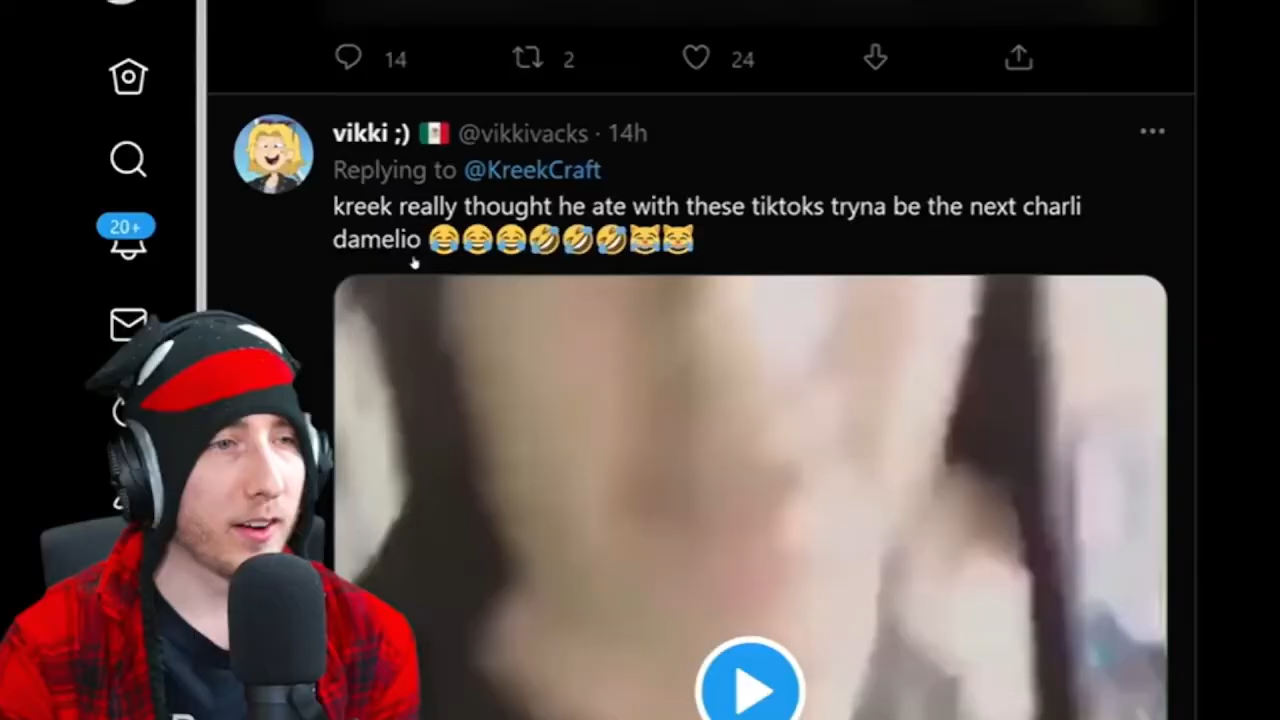 14 2 24
vikki ;) 🇲🇽 @vikkivacks · 14h
Replying to @KreekCraft
kreek really thought he ate with these tiktoks tryna be the next charli
damelio 😂😂😂🤣🤣🤣😹😹
20+